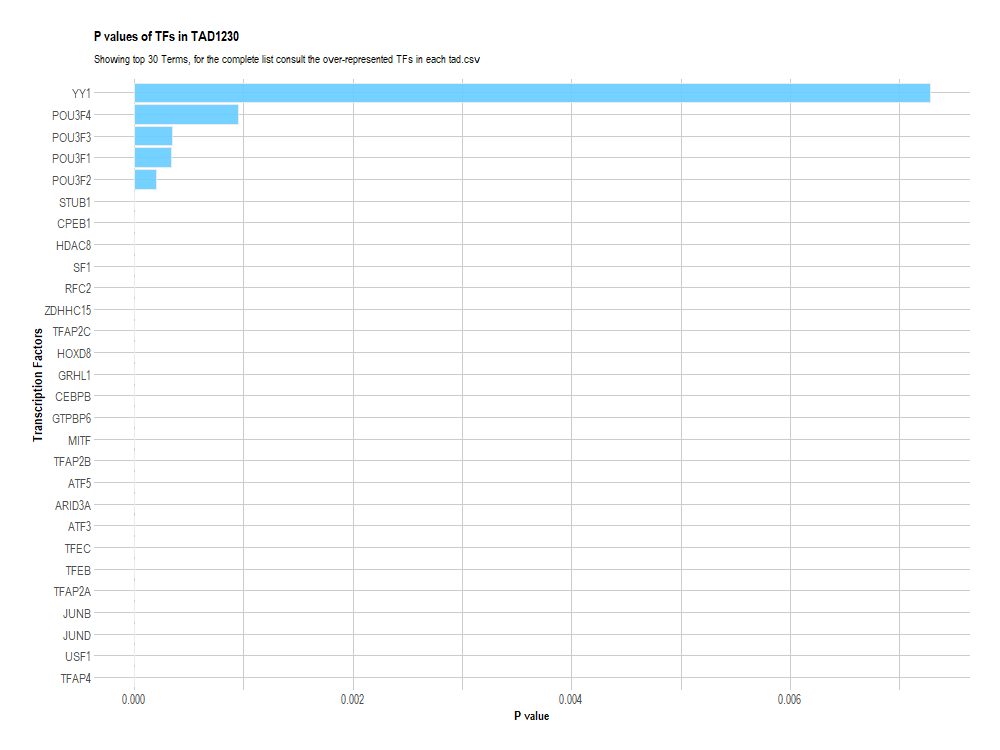 P values of TFs in TAD1230
Showing top 30 Terms, for the complete list consult the over-represented TFs in each tad.csv
Transcription Factors
YY1
POU3F4
POU3F3
POU3F1
POU3F2
STUB1
CPEB1
HDAC8
SF1
RFC2
ZDHHC15
TFAP2C
HOXD8
GRHL1
CEBPB
GTPBP6
MITF
TFAP2B
ATF5
ARID3A
ATF3
TFEC
TFEB
TFAP2A
JUNB
JUND
USF1
TFAP4
0.000 0.002 0.004 0.006
P value